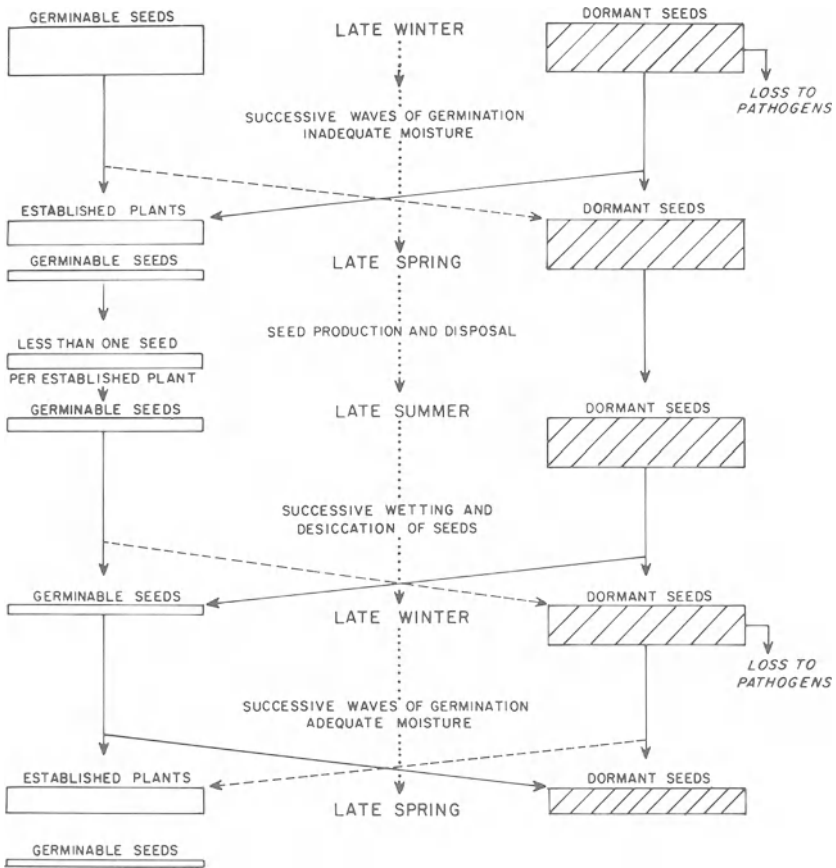 GERMINABLE SEEDS
LATE WINTER
DORMANT SEEDS
LOSS TO
PATHOGENS
SUCCESSIVE WAVES OF GERMINATION
INADEQUATE MOISTURE
ESTABLISHED PLANTS
DORMANT SEEDS
GERMINABLE SEEDS
LATE SPRING
SEED PRODUCTION AND DISPOSAL
LESS THAN ONE SEED
PER ESTABLISHED PLANT
GERMINABLE SEEDS
LATE SUMMER
DORMANT SEEDS
SUCCESSIVE WETTING AND
DESICCATION OF SEEDS
GERMINABLE SEEDS
LATE WINTER
DORMANT SEEDS
LOSS TO
PATHOGENS
SUCCESSIVE WAVES OF GERMINATION
ADEQUATE MOISTURE
ESTABLISHED PLANTS
LATE SPRING
DORMANT SEEDS
GERMINABLE SEEDS